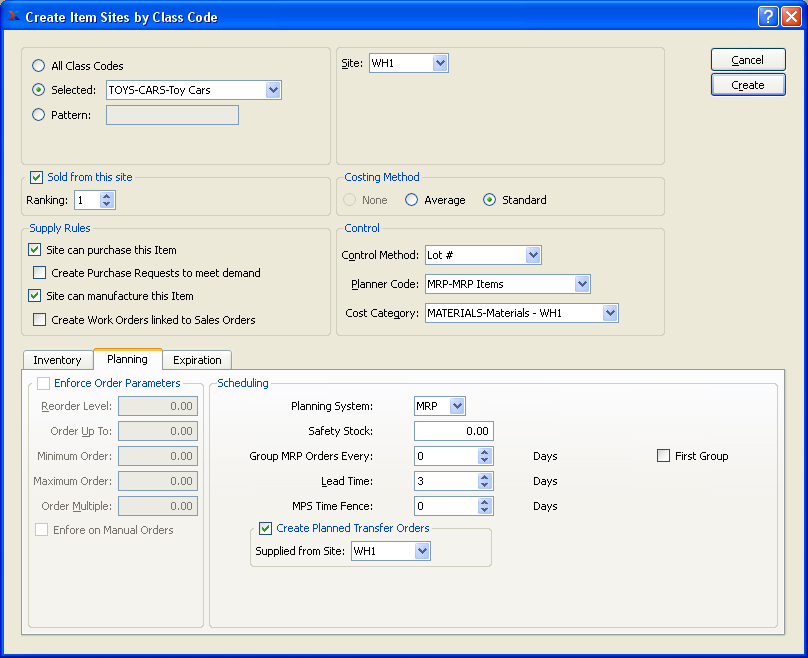 Create Item Sites by Class Code
All Class Codes
Selected: TOYS-CARS-Toy Cars
Pattern:
Site: WH1
Cancel
Create
Sold from this site
Ranking: 1
Costing Method
None Average Standard
Supply Rules
Site can purchase this Item
Create Purchase Requests to meet demand
Site can manufacture this Item
Create Work Orders linked to Sales Orders
Control
Control Method: Lot #
Planner Code: MRP-MRP Items
Cost Category: MATERIALS-Materials - WH1
Inventory Planning Expiration
Enforce Order Parameters
Reorder Level: 0.00
Order Up To: 0.00
Minimum Order: 0.00
Maximum Order: 0.00
Order Multiple: 0.00
Enfore on Manual Orders
Scheduling
Planning System: MRP
Safety Stock: 0.00
Group MRP Orders Every: 0 Days First Group
Lead Time: 3 Days
MPS Time Fence: 0 Days
Create Planned Transfer Orders
Supplied from Site: WH1